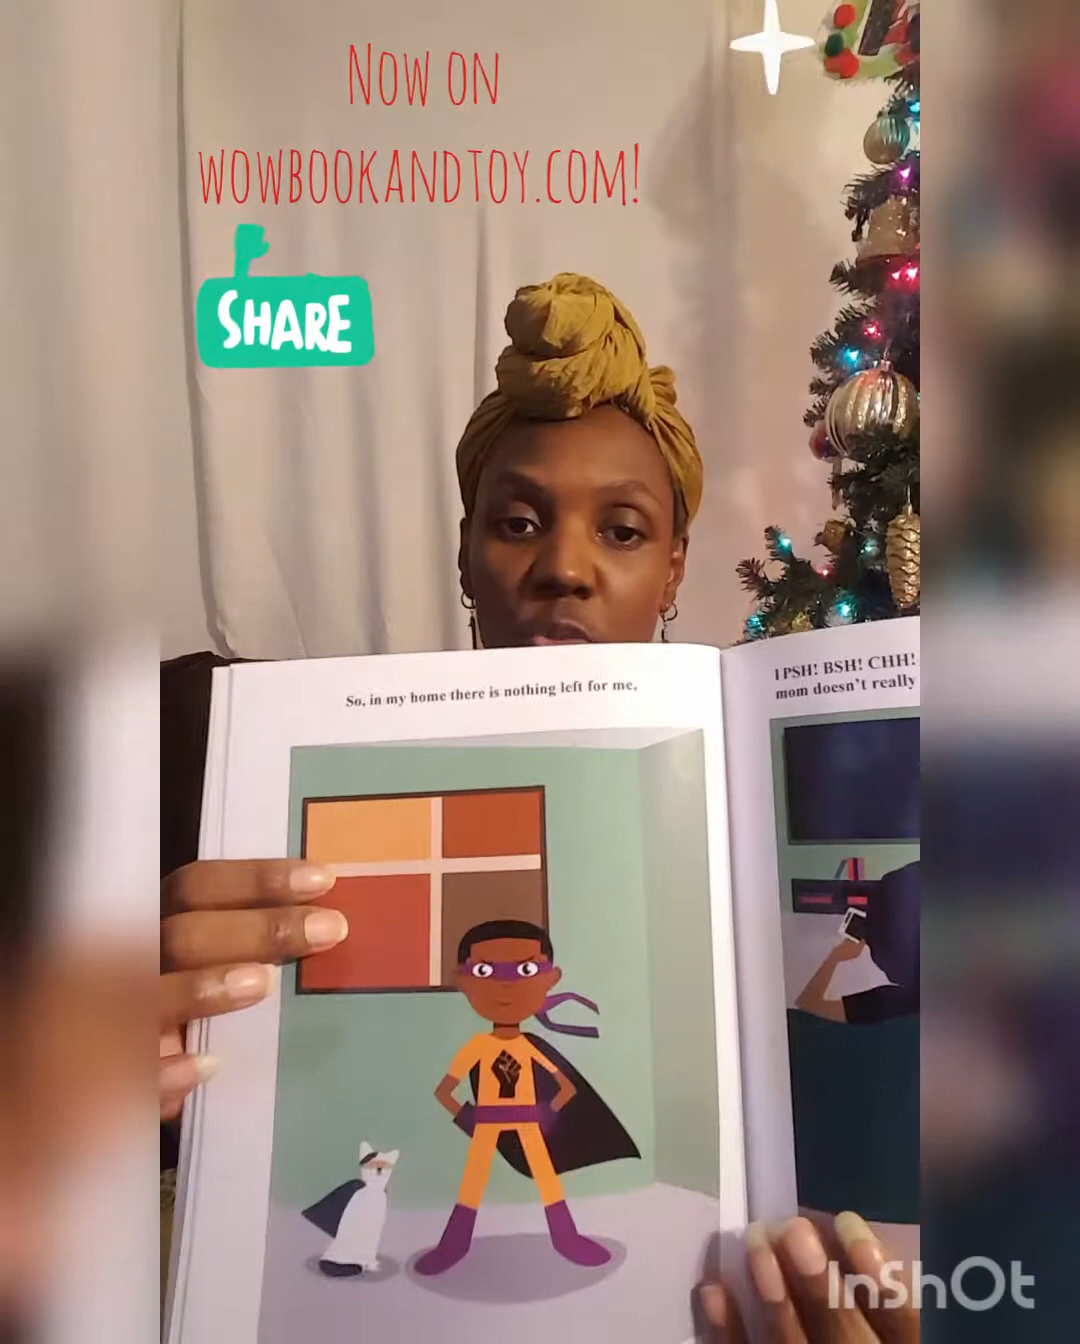 Now on
wowbookandtoy.com!
SHARE
So, in my home there is nothing left for me,
I PSH! BSH! CHH!
mom doesn't really
InShOt